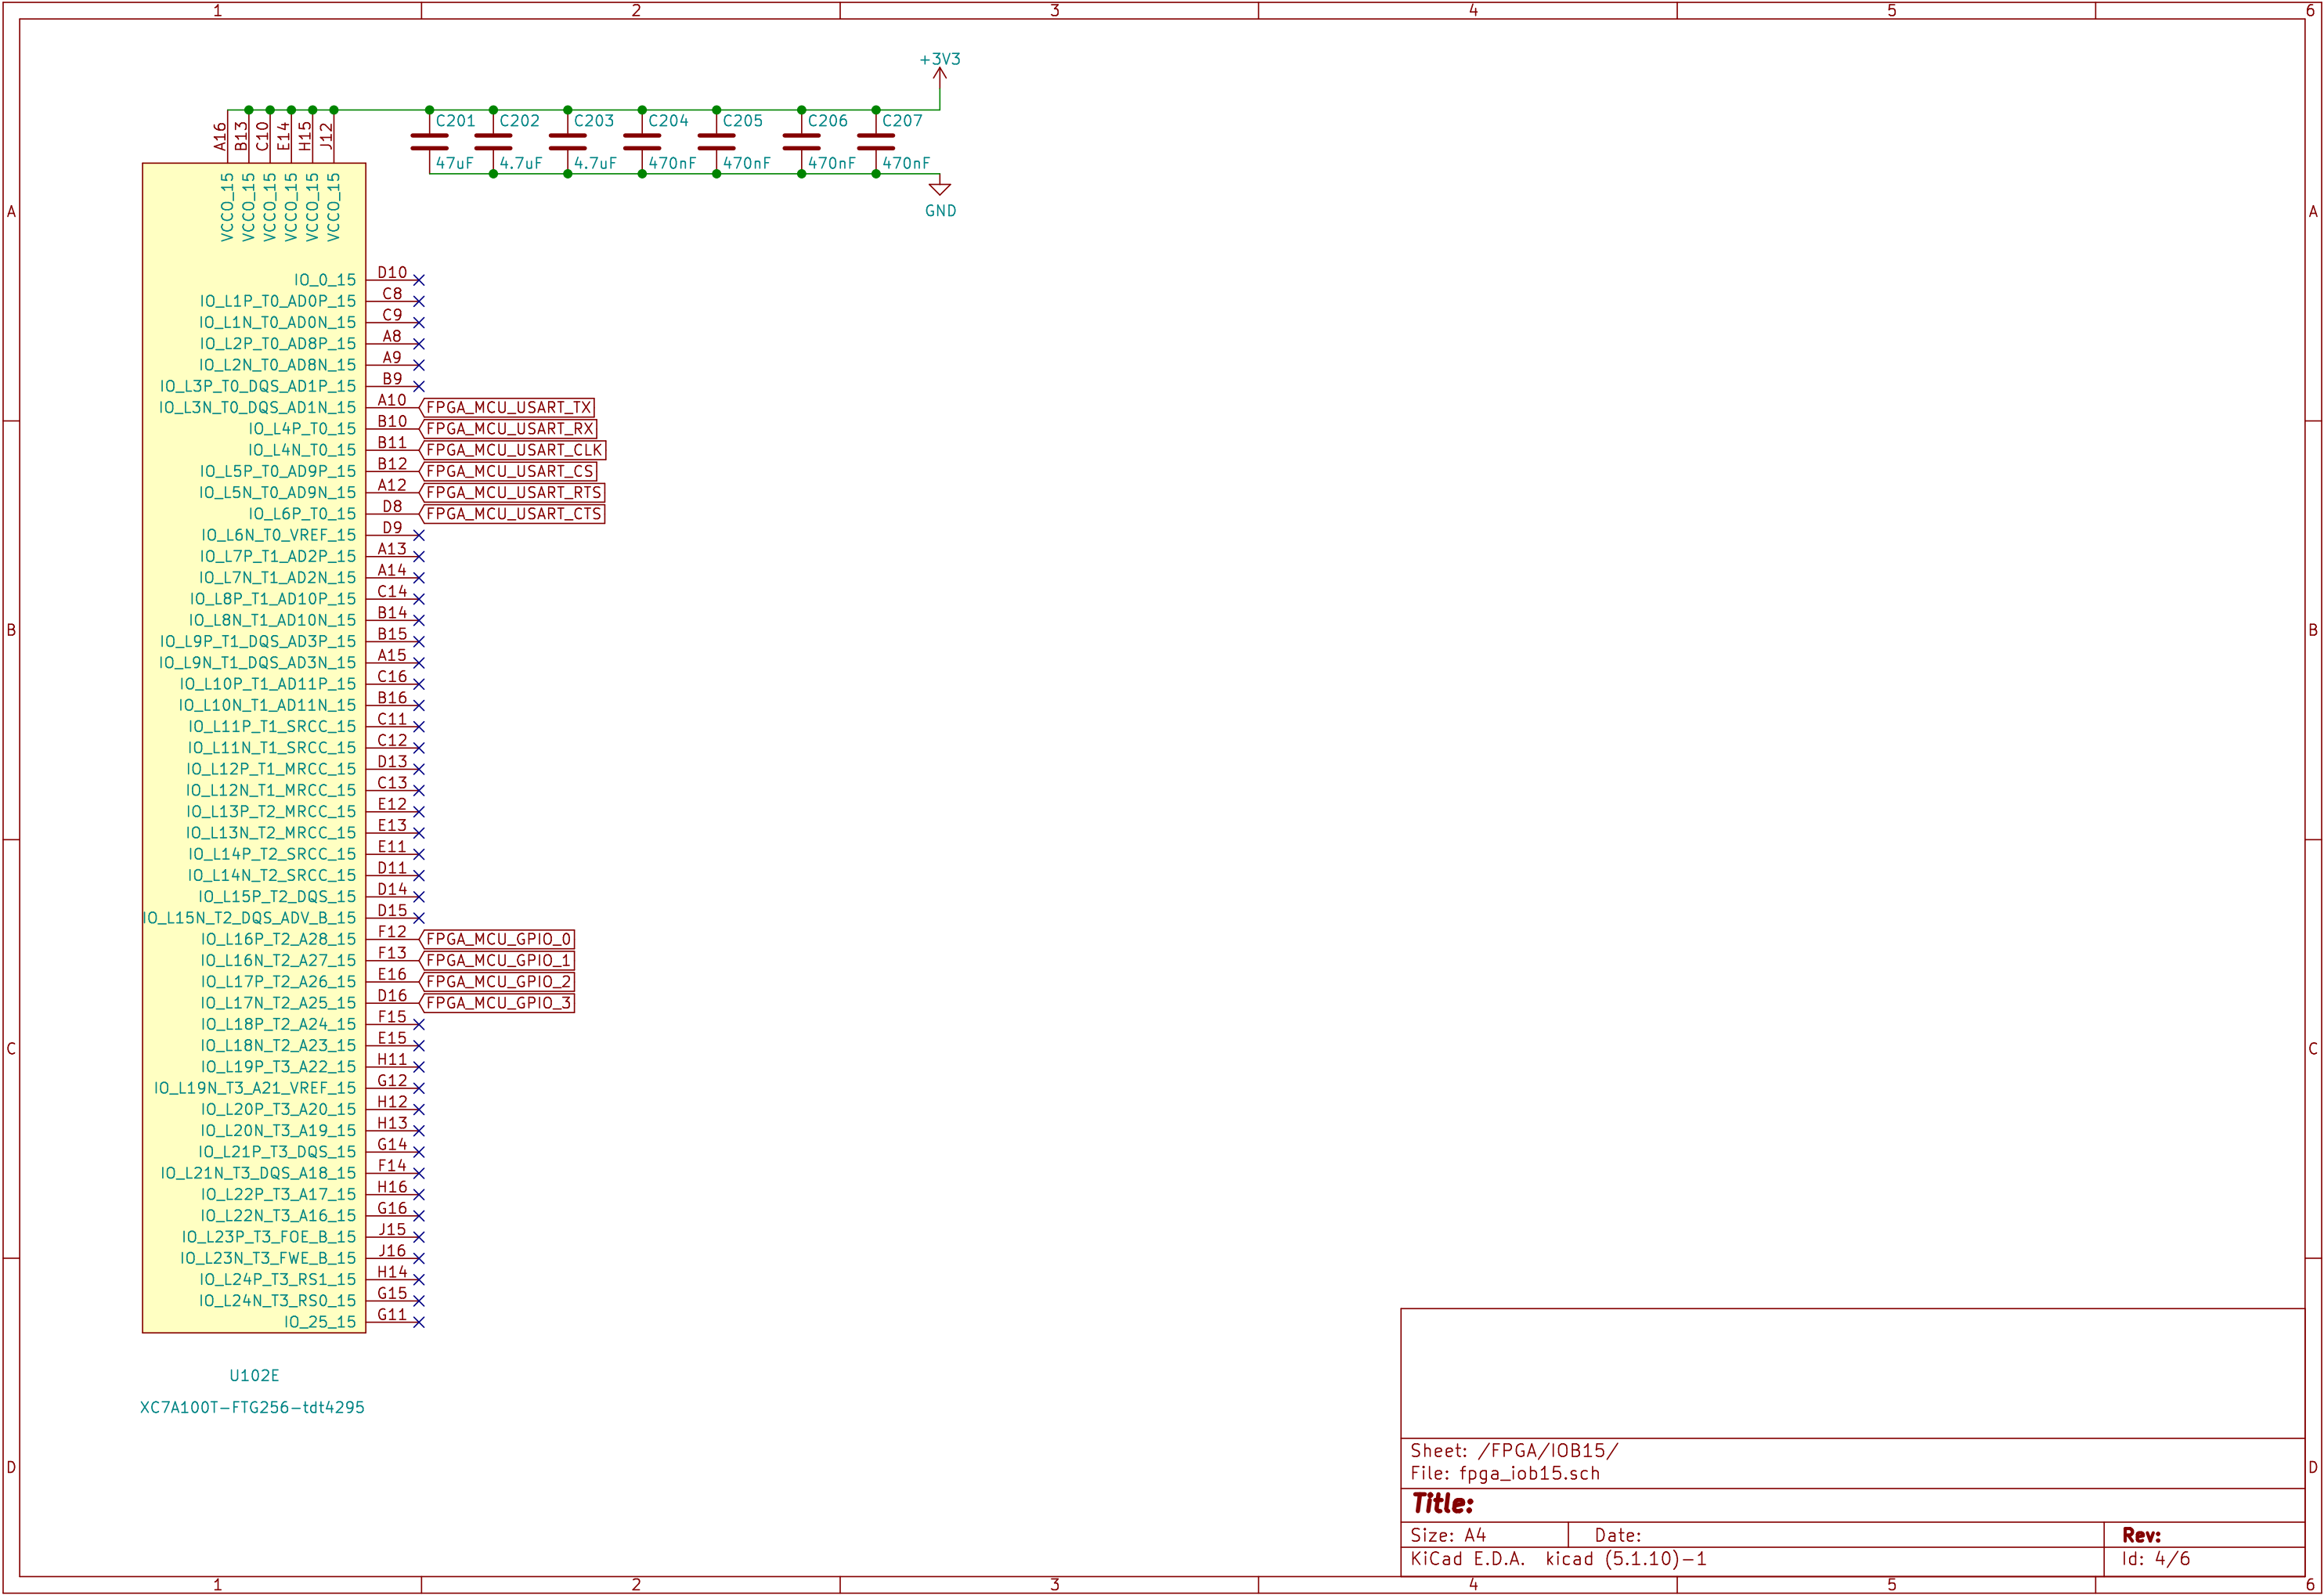 1 2 3 4 5 6
+3V3
C201 C202 C203 C204 C205 C206 C207
A16 B13 C10 E14 H15 J12
47uF 4.7uF 4.7uF 470nF 470nF 470nF 470nF
VCCO_15 VCCO_15 VCCO_15 VCCO_15 VCCO_15 VCCO_15
GND
A A
IO_0_15 D10
IO_L1P_T0_AD0P_15 C8
IO_L1N_T0_AD0N_15 C9
IO_L2P_T0_AD8P_15 A8
IO_L2N_T0_AD8N_15 A9
IO_L3P_T0_DQS_AD1P_15 B9
IO_L3N_T0_DQS_AD1N_15 A10 FPGA_MCU_USART_TX
IO_L4P_T0_15 B10 FPGA_MCU_USART_RX
IO_L4N_T0_15 B11 FPGA_MCU_USART_CLK
IO_L5P_T0_AD9P_15 B12 FPGA_MCU_USART_CS
IO_L5N_T0_AD9N_15 A12 FPGA_MCU_USART_RTS
IO_L6P_T0_15 D8 FPGA_MCU_USART_CTS
IO_L6N_T0_VREF_15 D9
IO_L7P_T1_AD2P_15 A13
IO_L7N_T1_AD2N_15 A14
IO_L8P_T1_AD10P_15 C14
IO_L8N_T1_AD10N_15 B14
B B
IO_L9P_T1_DQS_AD3P_15 B15
IO_L9N_T1_DQS_AD3N_15 A15
IO_L10P_T1_AD11P_15 C16
IO_L10N_T1_AD11N_15 B16
IO_L11P_T1_SRCC_15 C11
IO_L11N_T1_SRCC_15 C12
IO_L12P_T1_MRCC_15 D13
IO_L12N_T1_MRCC_15 C13
IO_L13P_T2_MRCC_15 E12
IO_L13N_T2_MRCC_15 E13
IO_L14P_T2_SRCC_15 E11
IO_L14N_T2_SRCC_15 D11
IO_L15P_T2_DQS_15 D14
IO_L15N_T2_DQS_ADV_B_15 D15
IO_L16P_T2_A28_15 F12 FPGA_MCU_GPIO_0
IO_L16N_T2_A27_15 F13 FPGA_MCU_GPIO_1
IO_L17P_T2_A26_15 E16 FPGA_MCU_GPIO_2
IO_L17N_T2_A25_15 D16 FPGA_MCU_GPIO_3
IO_L18P_T2_A24_15 F15
IO_L18N_T2_A23_15 E15
C C
IO_L19P_T3_A22_15 H11
IO_L19N_T3_A21_VREF_15 G12
IO_L20P_T3_A20_15 H12
IO_L20N_T3_A19_15 H13
IO_L21P_T3_DQS_15 G14
IO_L21N_T3_DQS_A18_15 F14
IO_L22P_T3_A17_15 H16
IO_L22N_T3_A16_15 G16
IO_L23P_T3_FOE_B_15 J15
IO_L23N_T3_FWE_B_15 J16
IO_L24P_T3_RS1_15 H14
IO_L24N_T3_RS0_15 G15
IO_25_15 G11
U102E
XC7A100T-FTG256-tdt4295
Sheet: /FPGA/IOB15/
D D
File: fpga_iob15.sch
Title:
Size: A4 Date: Rev:
KiCad E.D.A. kicad (5.1.10)-1 Id: 4/6
1 2 3 4 5 6